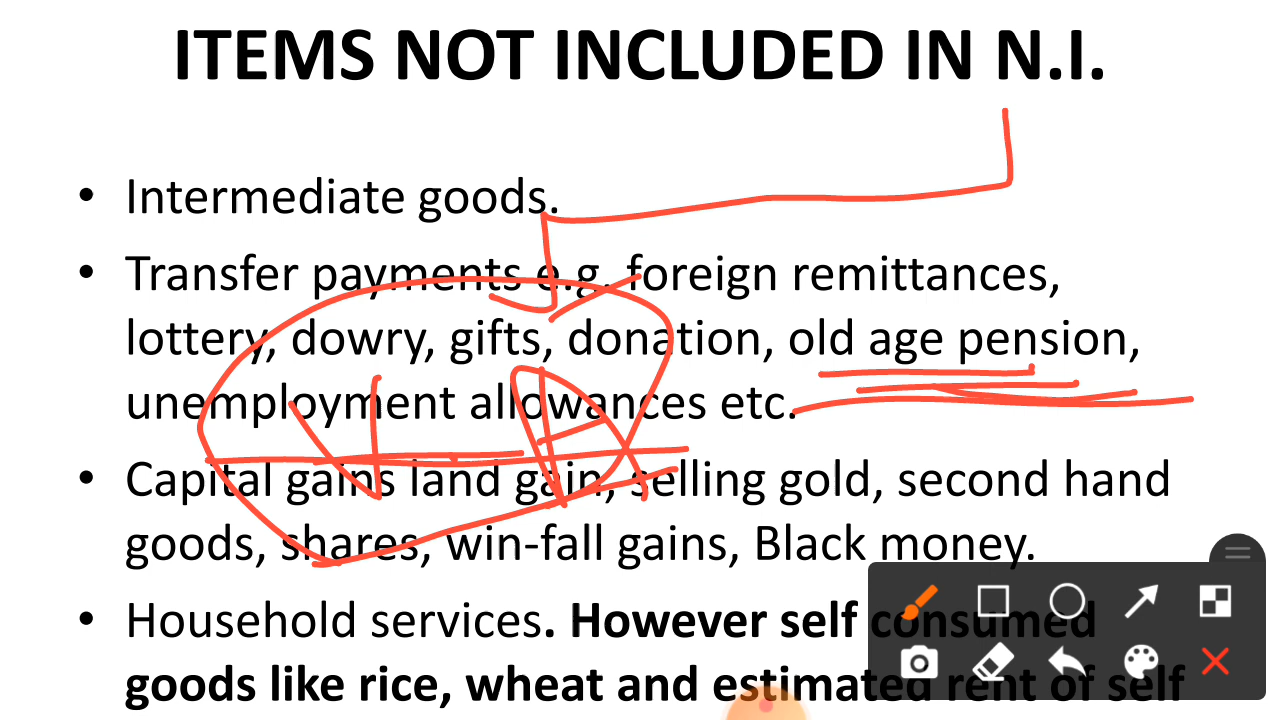 ITEMS NOT INCLUDED IN N.I.
• Intermediate goods.
• Transfer payments e.g. foreign remittances,
lottery, dowry, gifts, donation, old age pension,
unemployment allowances etc.
• Capital gains land gain, selling gold, second hand
goods, shares, win-fall gains, Black money.
• Household services. However self consumed
goods like rice, wheat and estimated rent of self